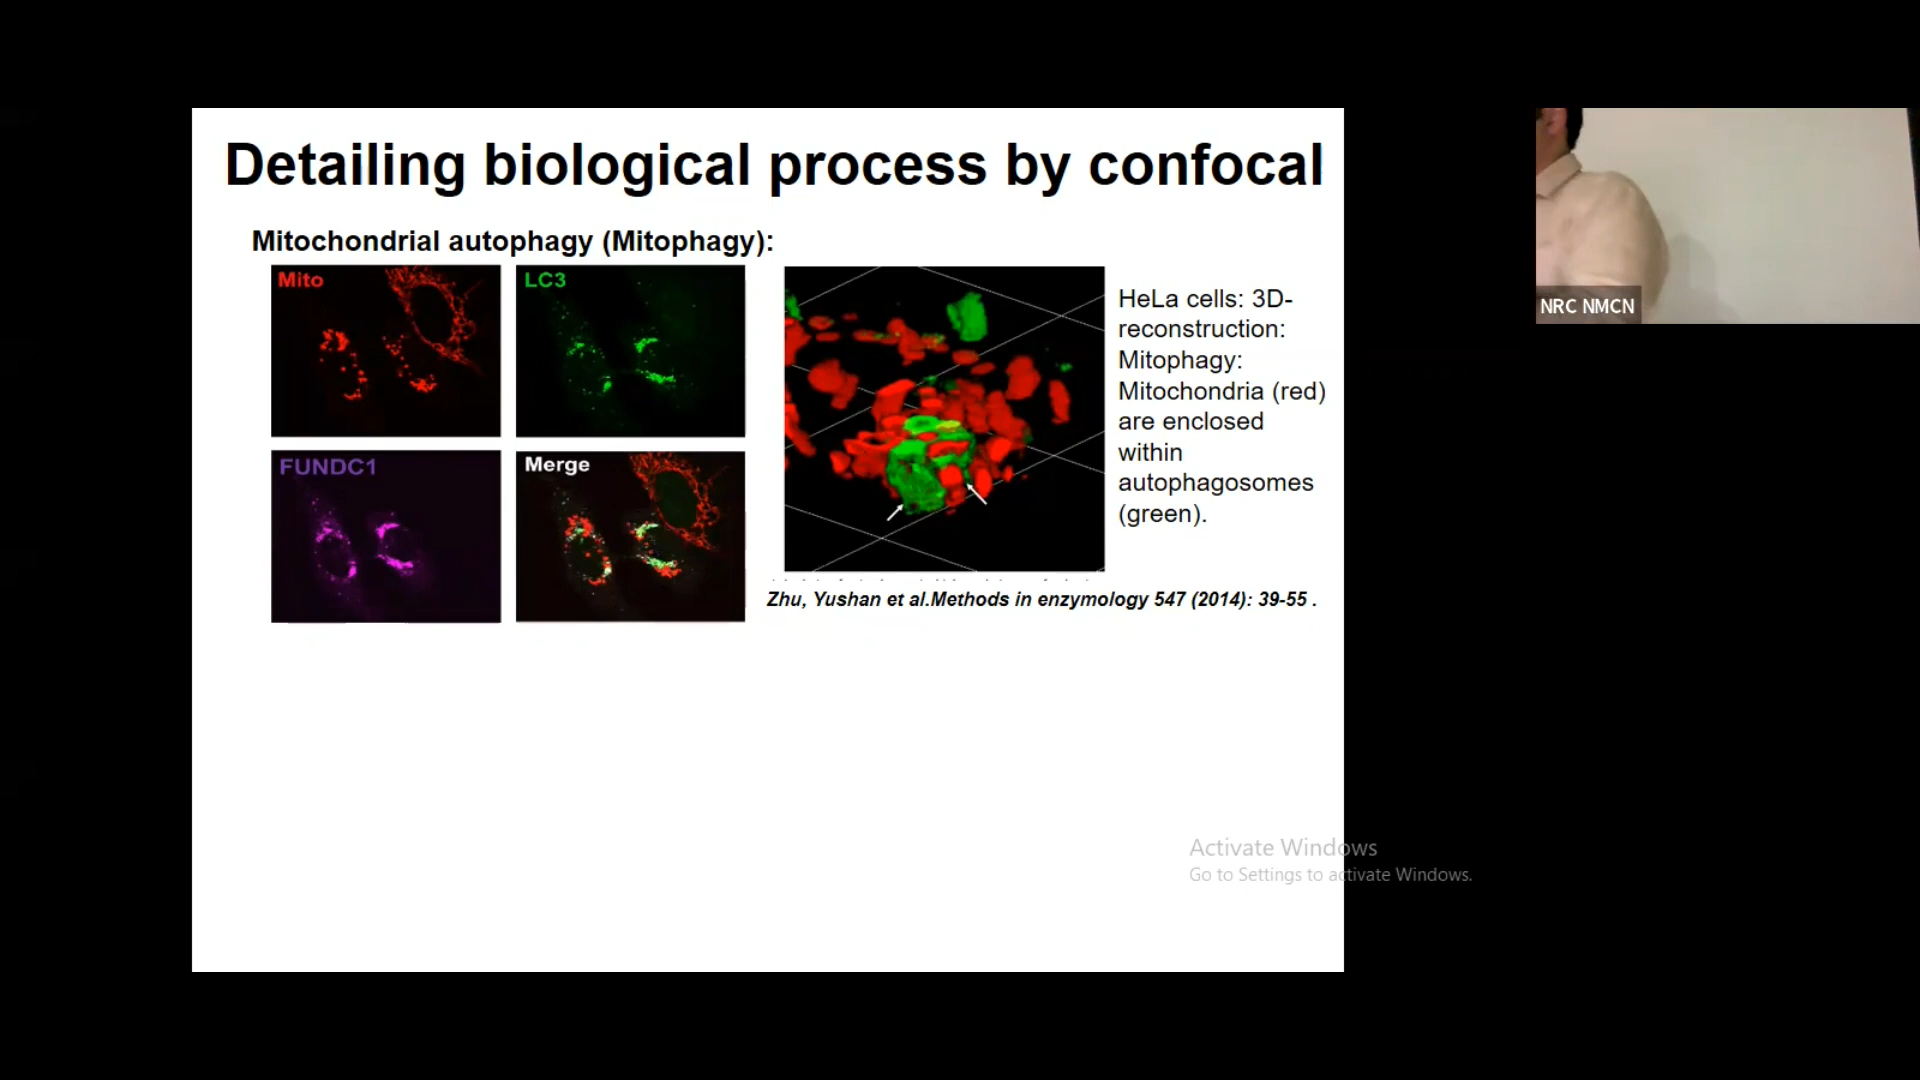 Detailing biological process by confocal
Mitochondrial autophagy (Mitophagy):
Mito
LC3
FUNDC1
Merge
HeLa cells: 3D-
reconstruction:
Mitophagy:
Mitochondria (red)
are enclosed
within
autophagosomes
(green).
Zhu, Yushan et al.Methods in enzymology 547 (2014): 39-55 .
NRC NMCN
Activate Windows
Go to Settings to activate Windows.